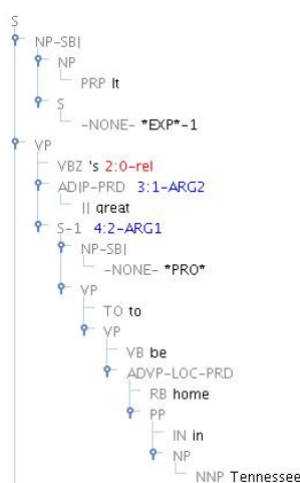 S
NP-SBJ
NP
PRP It
S
-NONE- *EXP*-1
VP
VBZ 's 2:0-rel
ADJP-PRD 3:1-ARG2
JJ great
S-1 4:2-ARG1
NP-SBJ
-NONE- *PRO*
VP
TO to
VP
VB be
ADVP-LOC-PRD
RB home
PP
IN in
NP
NNP Tennessee